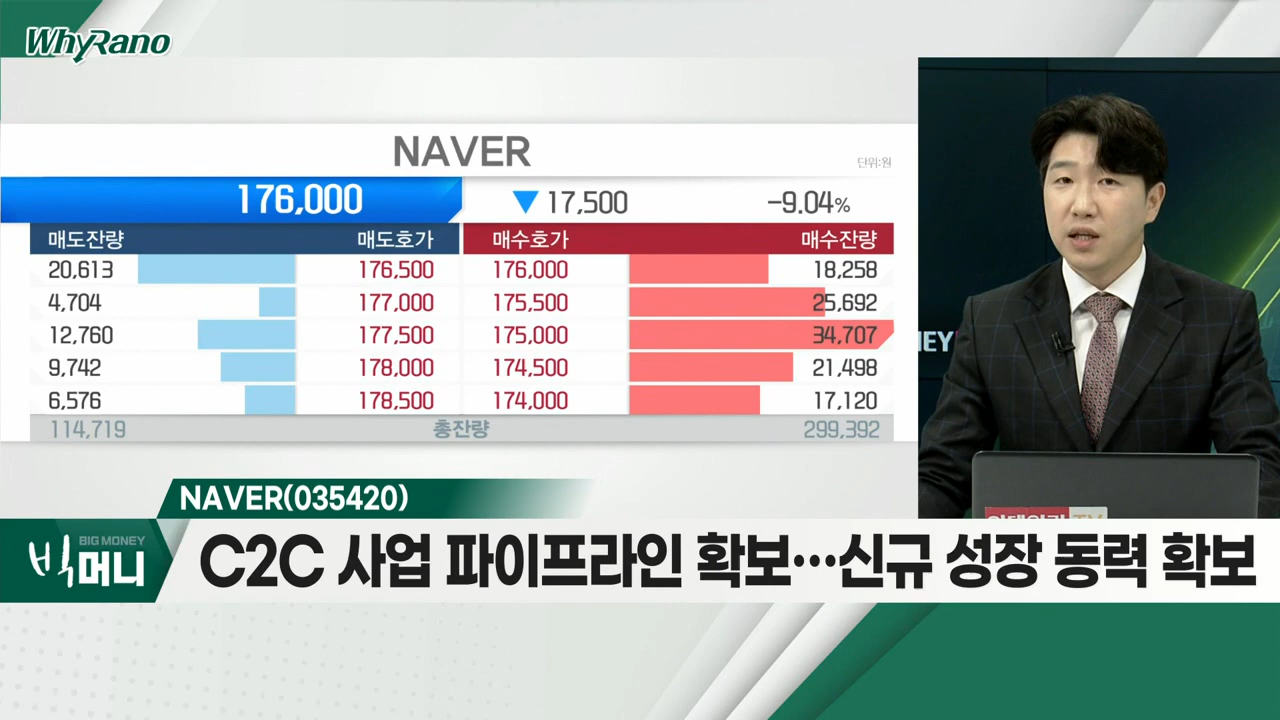 WhyRano
NAVER
단위:원
176,000 ▼ 17,500 -9.04%
매도잔량 매도호가 매수호가 매수잔량
20,613 176,500 176,000 18,258
4,704 177,000 175,500 25,692
12,760 177,500 175,000 34,707
9,742 178,000 174,500 21,498
6,576 178,500 174,000 17,120
114,719 총잔량 299,392
NEY
TV
NAVER(035420)
BIG MONEY
빅머니
C2C 사업 파이프라인 확보…신규 성장 동력 확보